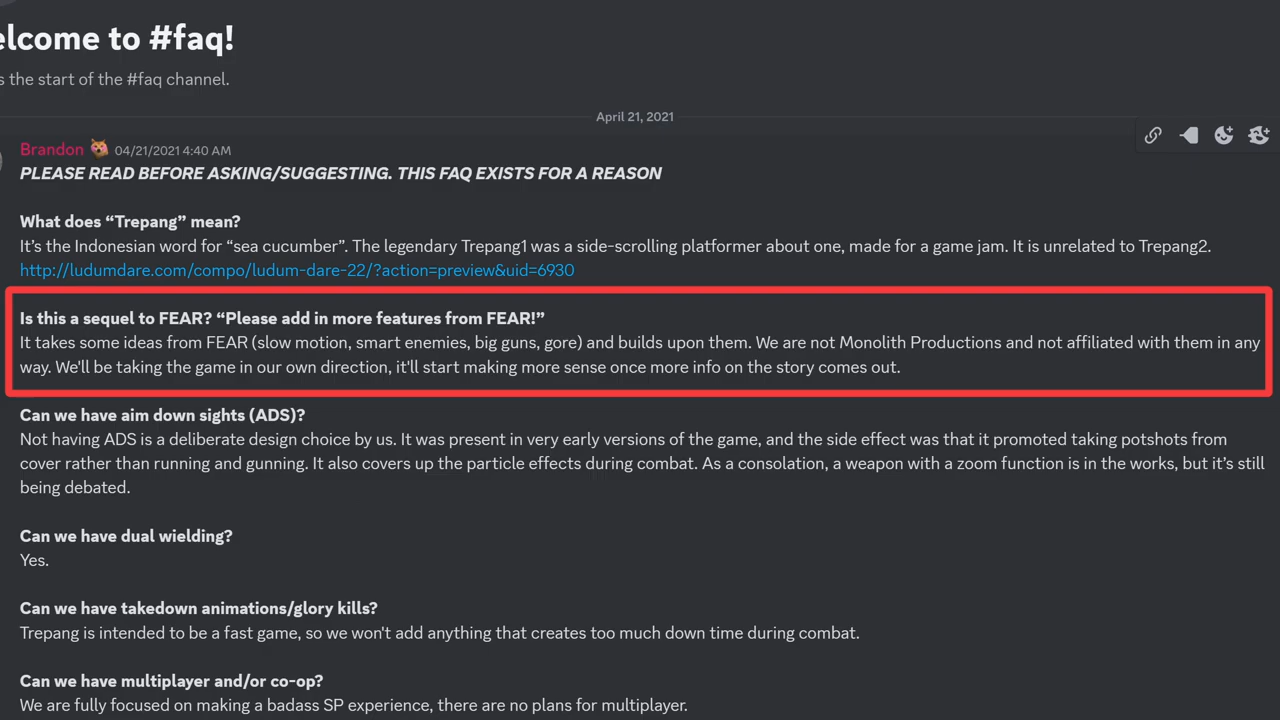 elcome to #faq!
s the start of the #faq channel.
April 21, 2021
Brandon 04/21/2021 4:40 AM
PLEASE READ BEFORE ASKING/SUGGESTING. THIS FAQ EXISTS FOR A REASON
What does “Trepang” mean?
It’s the Indonesian word for “sea cucumber”. The legendary Trepang1 was a side-scrolling platformer about one, made for a game jam. It is unrelated to Trepang2.
http://ludumdare.com/compo/ludum-dare-22/?action=preview&uid=6930
Is this a sequel to FEAR? “Please add in more features from FEAR!”
It takes some ideas from FEAR (slow motion, smart enemies, big guns, gore) and builds upon them. We are not Monolith Productions and not affiliated with them in any
way. We'll be taking the game in our own direction, it'll start making more sense once more info on the story comes out.
Can we have aim down sights (ADS)?
Not having ADS is a deliberate design choice by us. It was present in very early versions of the game, and the side effect was that it promoted taking potshots from
cover rather than running and gunning. It also covers up the particle effects during combat. As a consolation, a weapon with a zoom function is in the works, but it’s still
being debated.
Can we have dual wielding?
Yes.
Can we have takedown animations/glory kills?
Trepang is intended to be a fast game, so we won't add anything that creates too much down time during combat.
Can we have multiplayer and/or co-op?
We are fully focused on making a badass SP experience, there are no plans for multiplayer.